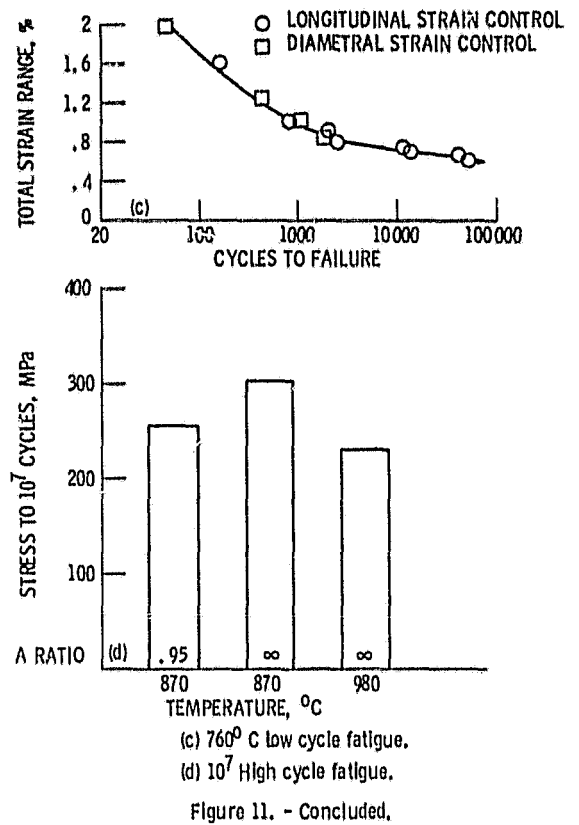 LONGITUDINAL STRAIN CONTROL
DIAMETRAL STRAIN CONTROL
TOTAL STRAIN RANGE, %
2
1,6
1.2
.8
.4
0
(c)
20
100
1000
10000
100000
CYCLES TO FAILURE
STRESS TO 10⁷ CYCLES, MPa
400
300
200
100
A RATIO
(d)
.95
∞
∞
870
870
980
TEMPERATURE, ⁰C
(c) 760⁰ C low cycle fatigue.
(d) 10⁷ High cycle fatigue.
Figure 11. - Concluded.